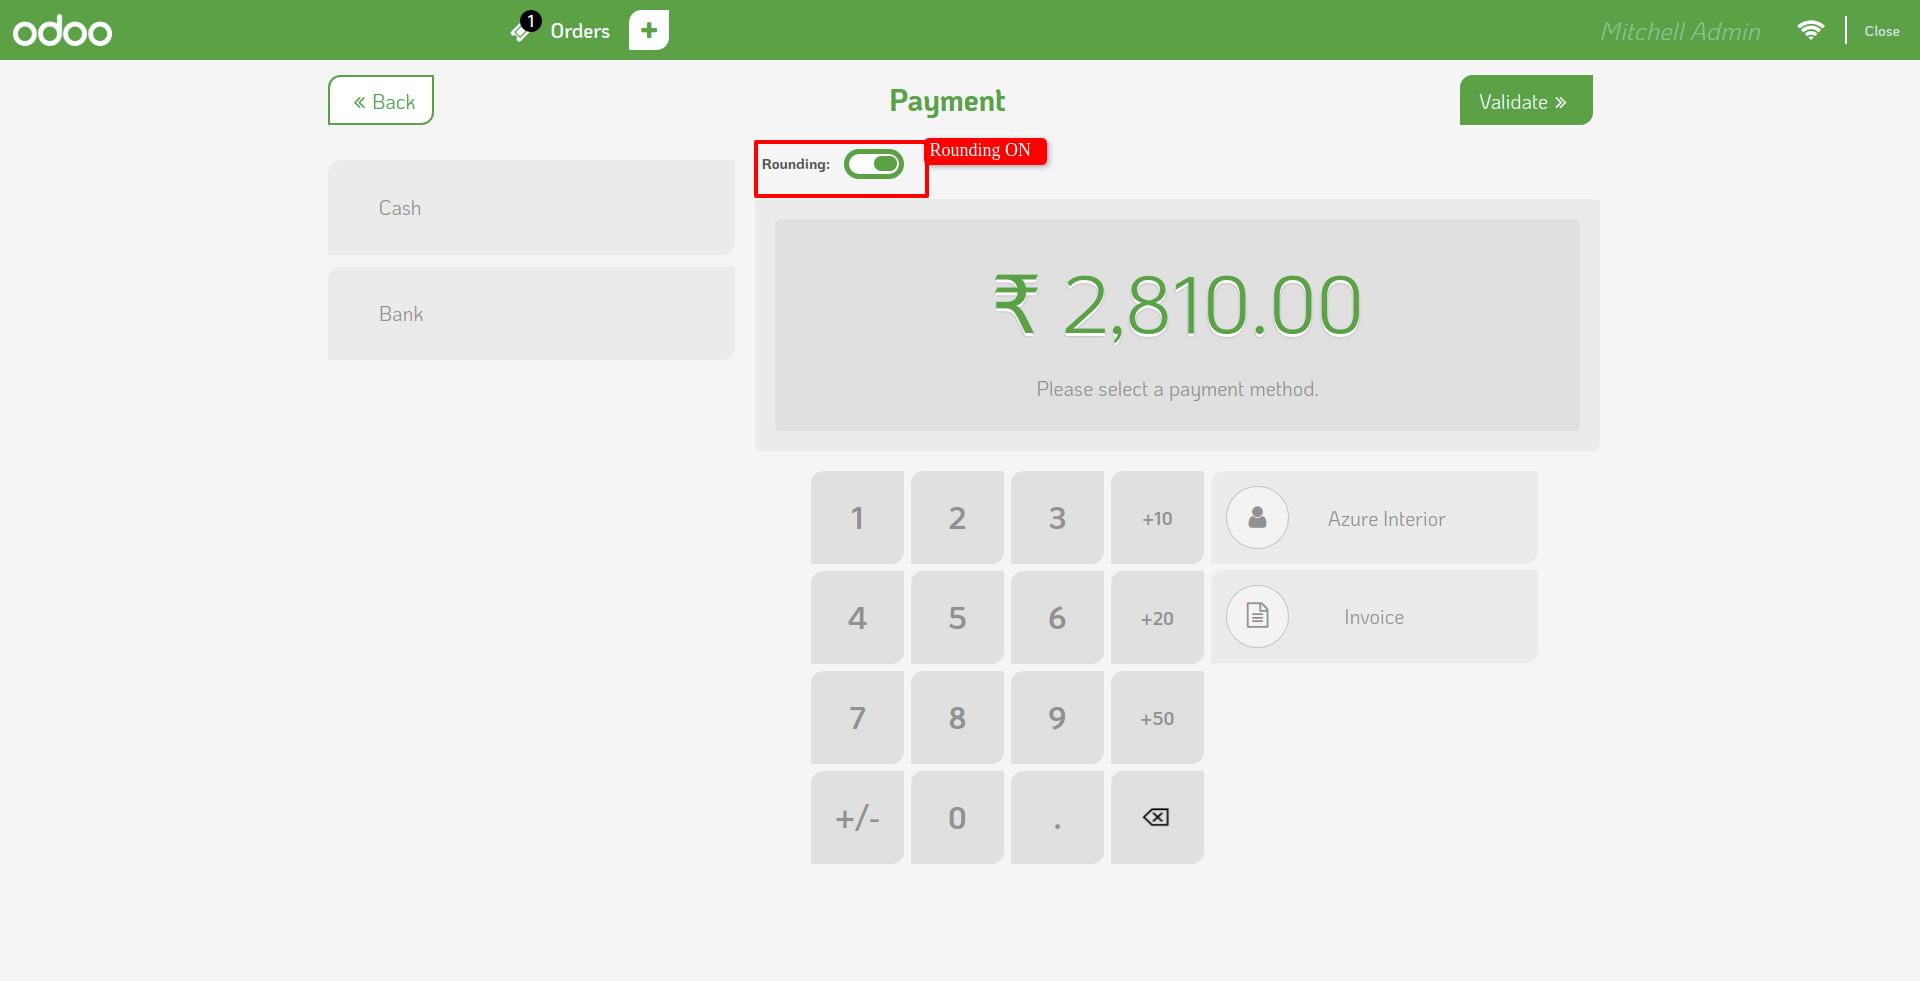 odoo
1
Orders
+
Mitchell Admin
Close
« Back
Payment
Validate »
Rounding:
Rounding ON
Cash
Bank
₹ 2,810.00
Please select a payment method.
1 2 3 +10
Azure Interior
4 5 6 +20
Invoice
7 8 9 +50
+/- 0 .